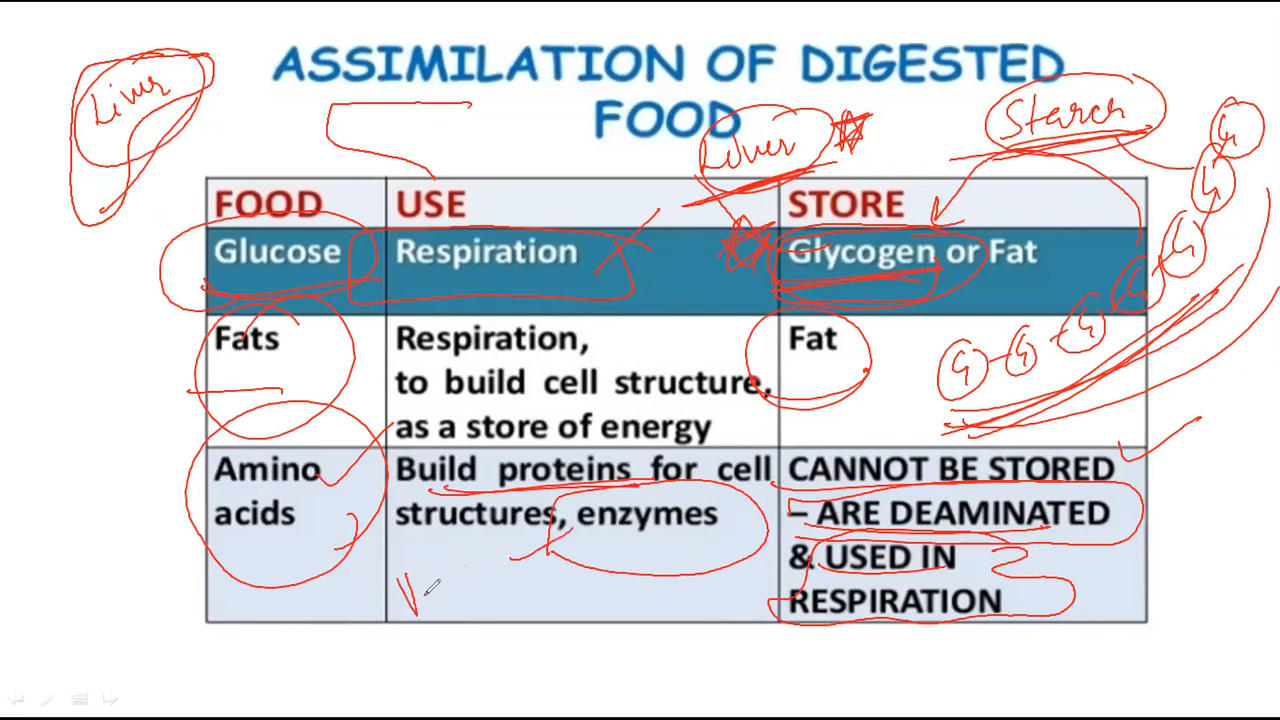 ASSIMILATION OF DIGESTED
FOOD
Liver
Liver
Starch
FOOD USE STORE
Glucose Respiration Glycogen or Fat
Fats Respiration, Fat
to build cell structure,
as a store of energy
Amino Build proteins for cell CANNOT BE STORED
acids structures, enzymes – ARE DEAMINATED
& USED IN
RESPIRATION
G
G
G
G
G
G
G